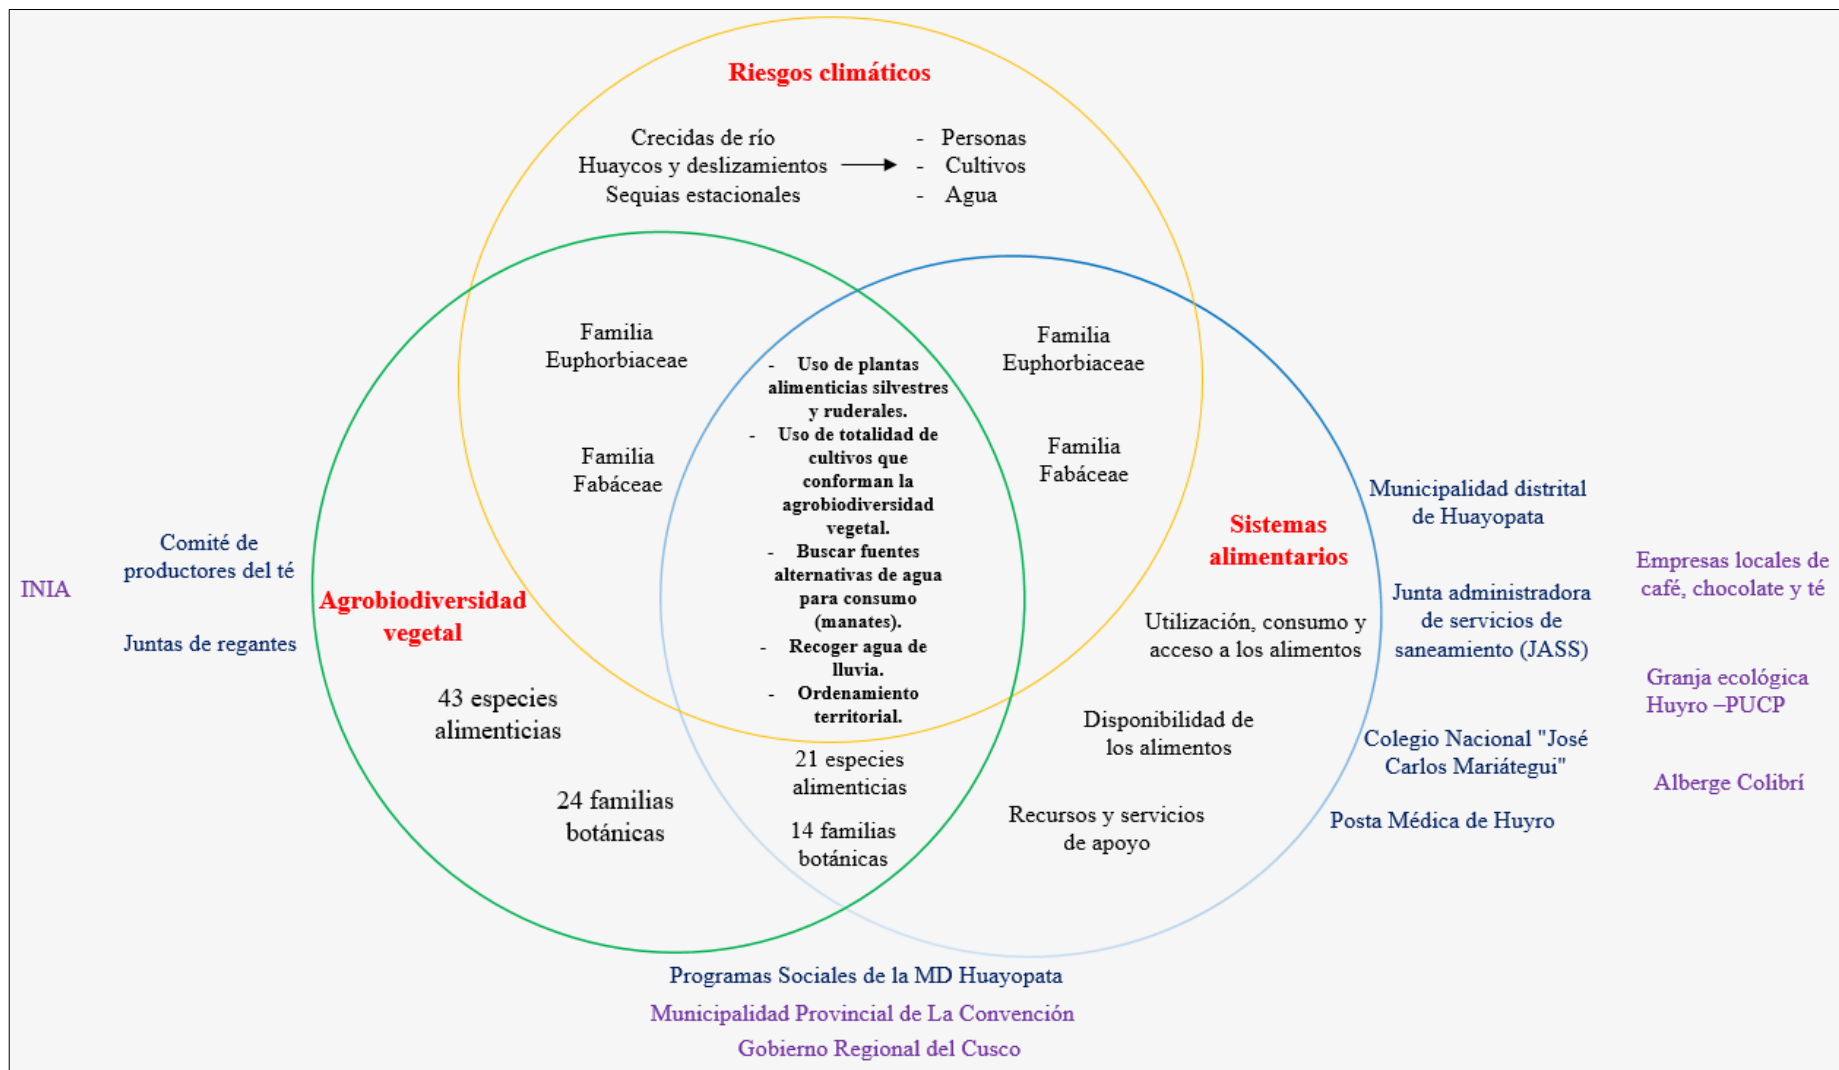 Riesgos climáticos
Crecidas de río
Huaycos y deslizamientos
Sequias estacionales
- Personas
- Cultivos
- Agua
Familia
Euphorbiaceae
Familia
Fabáceae
- Uso de plantas
alimenticias silvestres
y ruderales.
- Uso de totalidad de
cultivos que
conforman la
agrobiodiversidad
vegetal.
- Buscar fuentes
alternativas de agua
para consumo
(manates).
- Recoger agua de
lluvia.
- Ordenamiento
territorial.
Familia
Euphorbiaceae
Familia
Fabáceae
Sistemas
alimentarios
Utilización, consumo y
acceso a los alimentos
Disponibilidad de
los alimentos
Recursos y servicios
de apoyo
Agrobiodiversidad
vegetal
43 especies
alimenticias
24 familias
botánicas
21 especies
alimenticias
14 familias
botánicas
INIA
Comité de
productores del té
Juntas de regantes
Municipalidad distrital
de Huayopata
Junta administradora
de servicios de
saneamiento (JASS)
Colegio Nacional "José
Carlos Mariátegui"
Posta Médica de Huyro
Empresas locales de
café, chocolate y té
Granja ecológica
Huyro –PUCP
Alberge Colibrí
Programas Sociales de la MD Huayopata
Municipalidad Provincial de La Convención
Gobierno Regional del Cusco